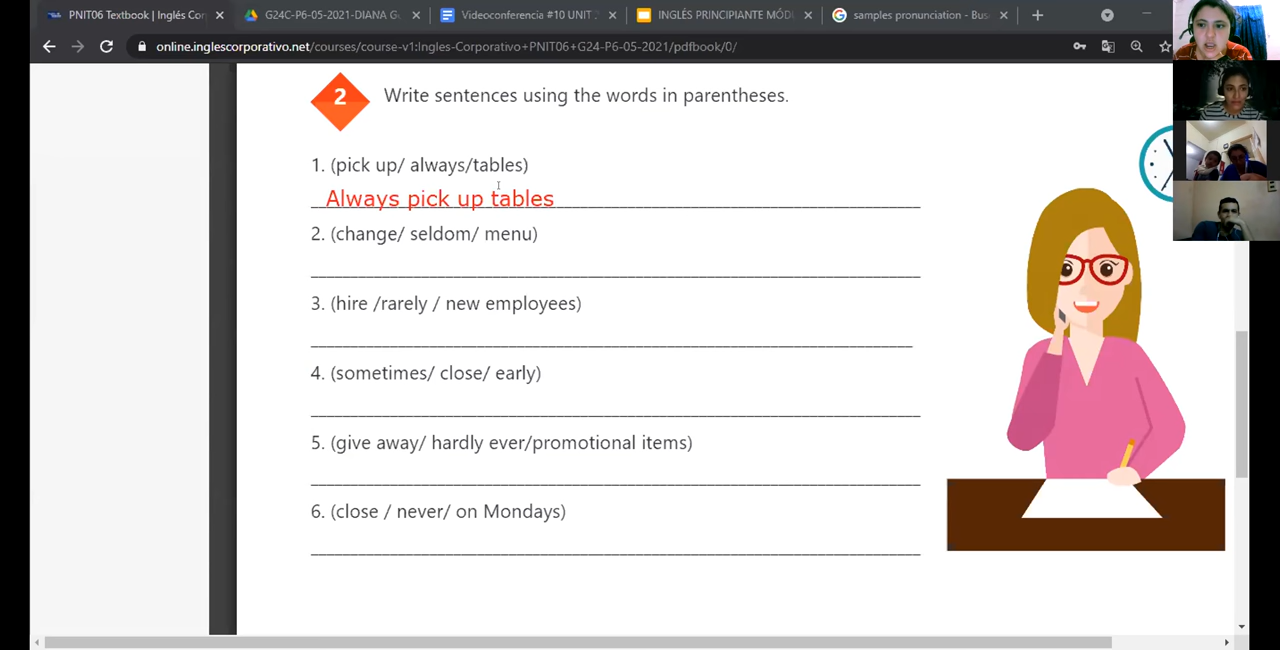 PNIT06 Textbook | Inglés Cor
G24C-P6-05-2021-DIANA G
Videoconferencia #10 UNIT
INGLÉS PRINCIPIANTE MÓDU
samples pronunciation - Bus
online.inglescorporativo.net/courses/course-v1:Ingles-Corporativo+PNIT06+G24-P6-05-2021/pdfbook/0/
2 Write sentences using the words in parentheses.
1. (pick up/ always/tables)
Always pick up tables
2. (change/ seldom/ menu)
3. (hire /rarely / new employees)
4. (sometimes/ close/ early)
5. (give away/ hardly ever/promotional items)
6. (close / never/ on Mondays)